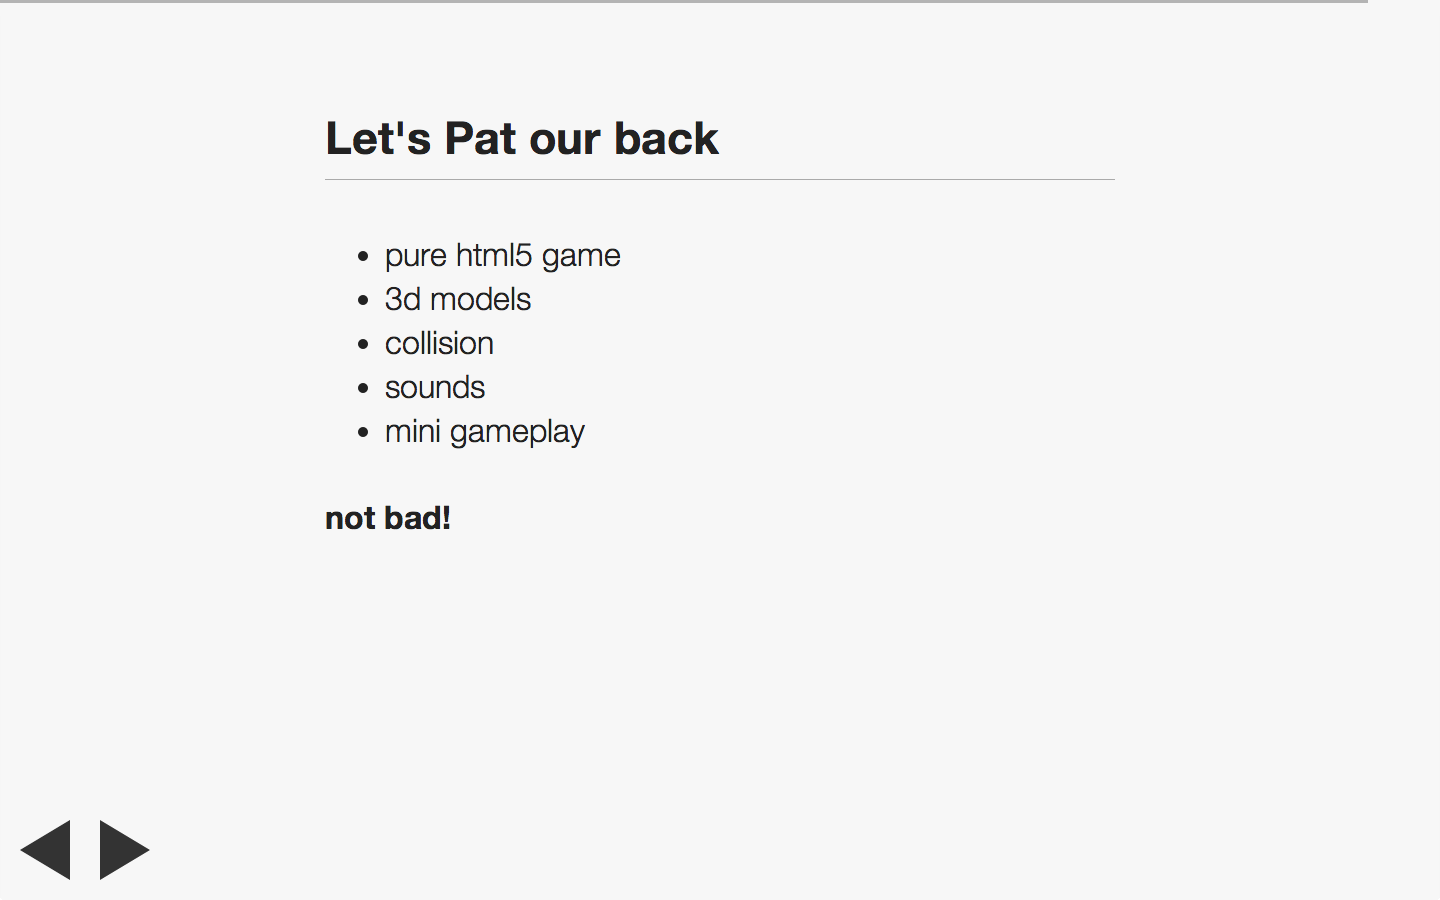 Let's Pat our back
• pure html5 game
• 3d models
• collision
• sounds
• mini gameplay
not bad!